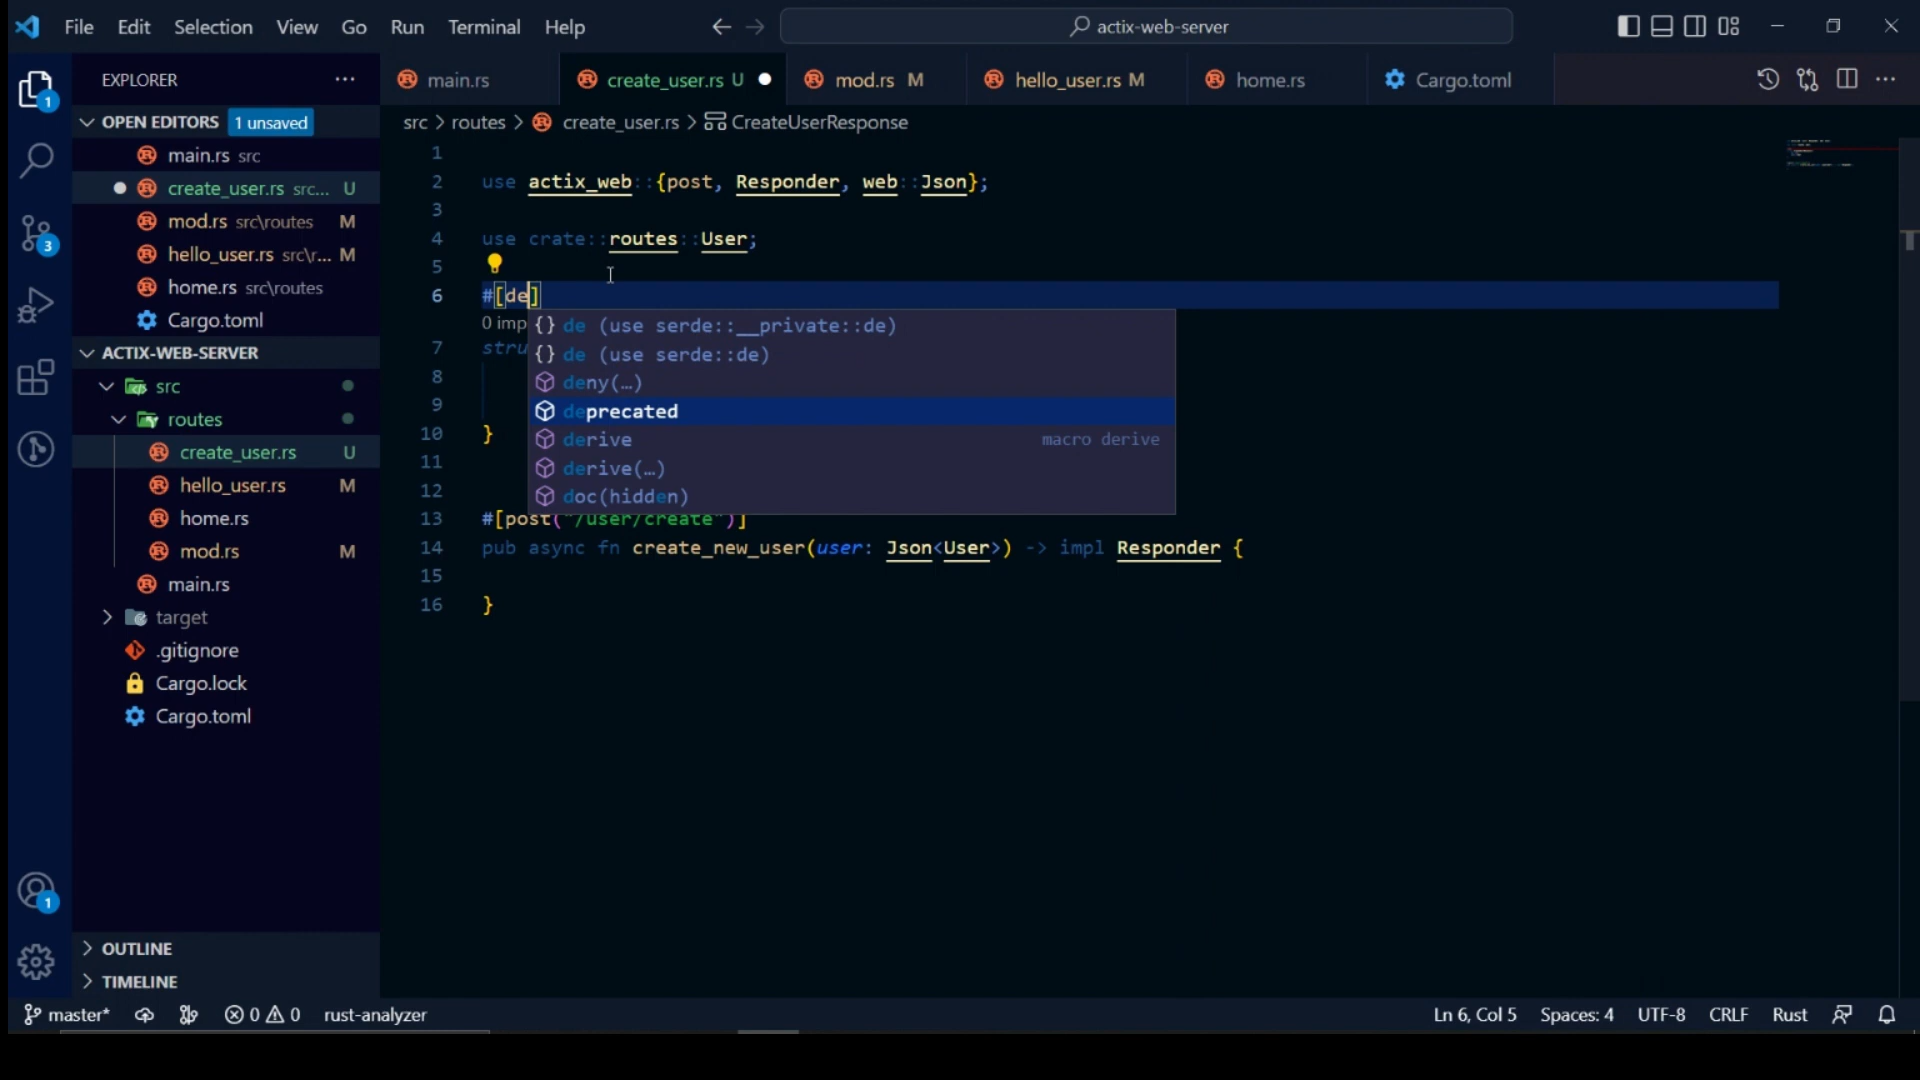 File Edit Selection View Go Run Terminal Help
actix-web-server
EXPLORER
main.rs
create_user.rs U
mod.rs M
hello_user.rs M
home.rs
Cargo.toml
OPEN EDITORS 1 unsaved
main.rs src
create_user.rs src... U
mod.rs src\routes M
hello_user.rs src\r... M
home.rs src\routes
Cargo.toml
ACTIX-WEB-SERVER
src
routes
create_user.rs U
hello_user.rs M
home.rs
mod.rs M
main.rs
target
.gitignore
Cargo.lock
Cargo.toml
OUTLINE
TIMELINE
1
3
1
src > routes > create_user.rs > CreateUserResponse
1
2 use actix_web::{post, Responder, web::Json};
3
4 use crate::routes::User;
5
6 #[de]
0 imp
7 stru
8
9
10 }
11
12
13 #[post("/user/create")]
14 pub async fn create_new_user(user: Json<User>) -> impl Responder {
15
16 }
{} de (use serde::__private::de)
{} de (use serde::de)
deny(…)
deprecated
derive macro derive
derive(…)
doc(hidden)
master* 0 0 rust-analyzer
Ln 6, Col 5 Spaces: 4 UTF-8 CRLF Rust